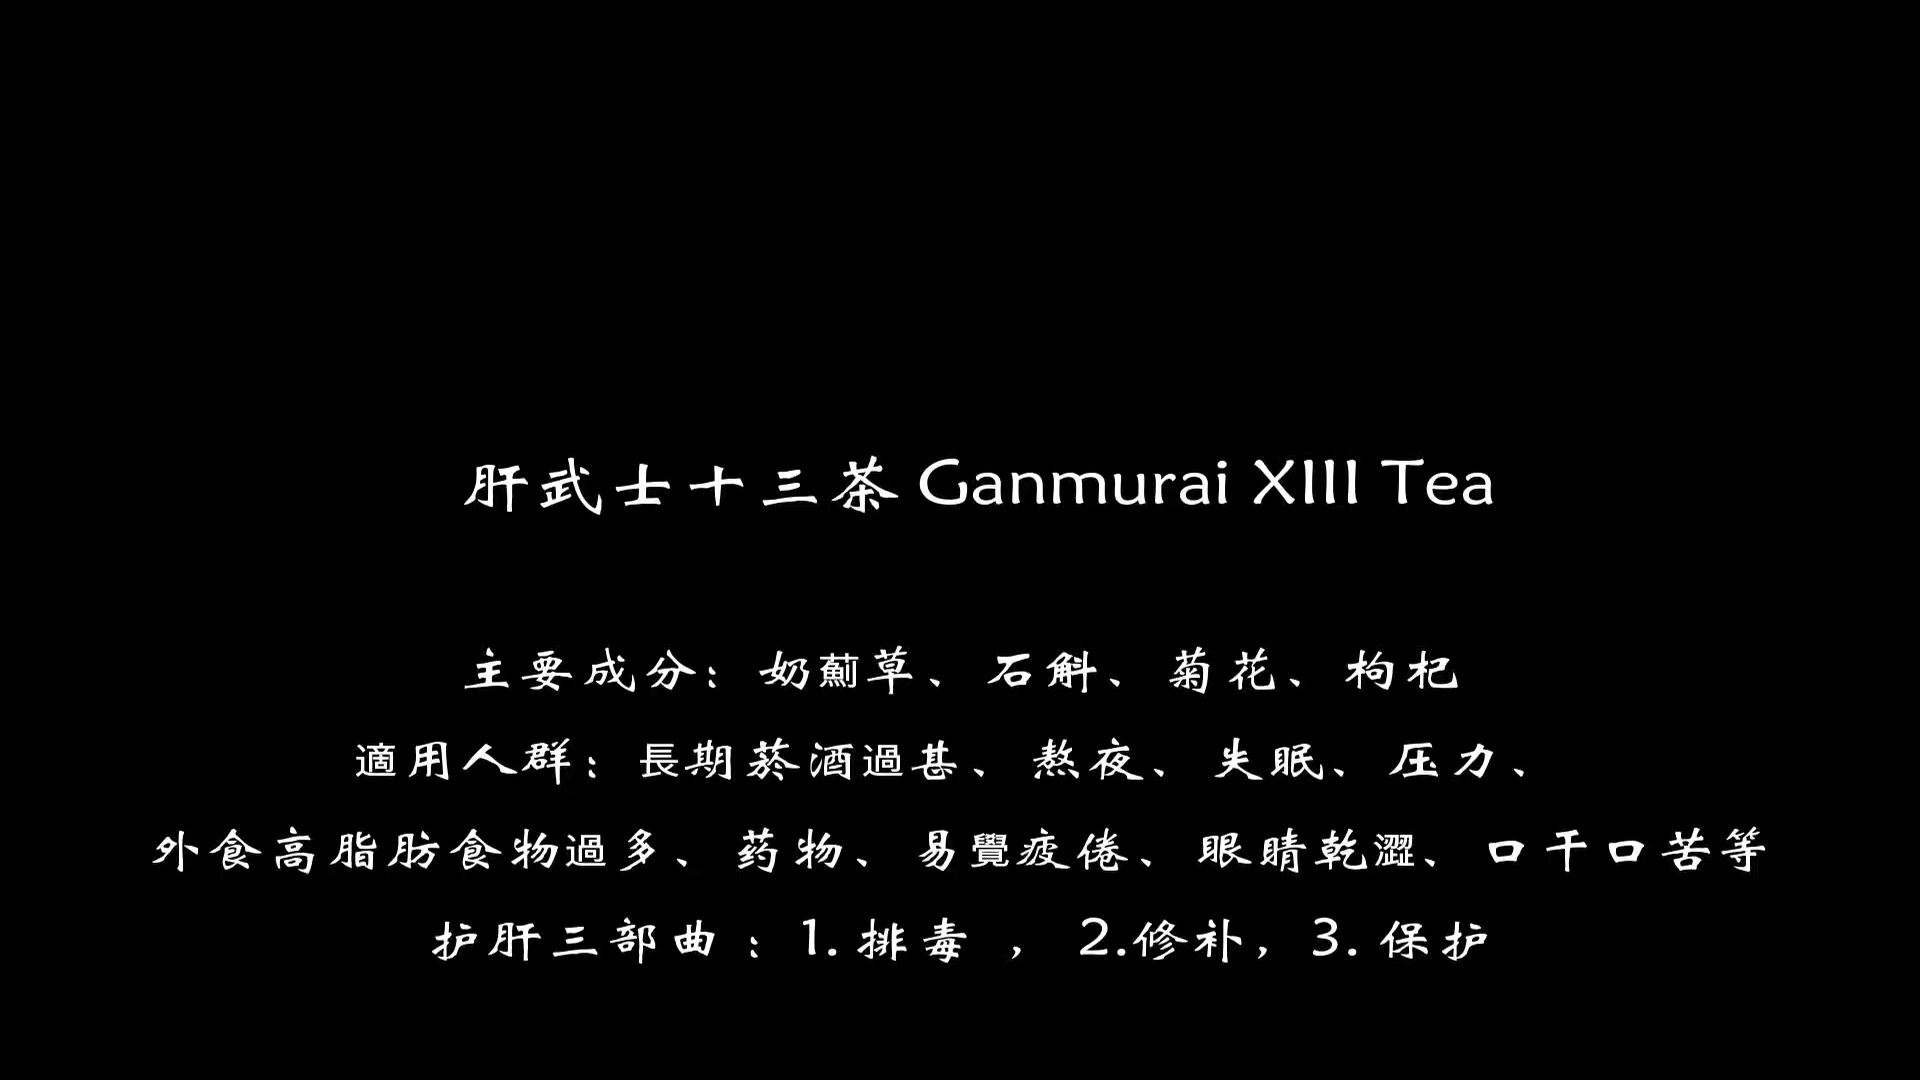 肝武士十三茶 Ganmurai XIII Tea
主要成分：奶薊草、石斛、菊花、枸杞
適用人群：長期菸酒過甚、熬夜、失眠、压力、
外食高脂肪食物過多、药物、易覺疲倦、眼睛乾澀、口干口苦等
护肝三部曲：1. 排毒 ， 2.修补，3. 保护